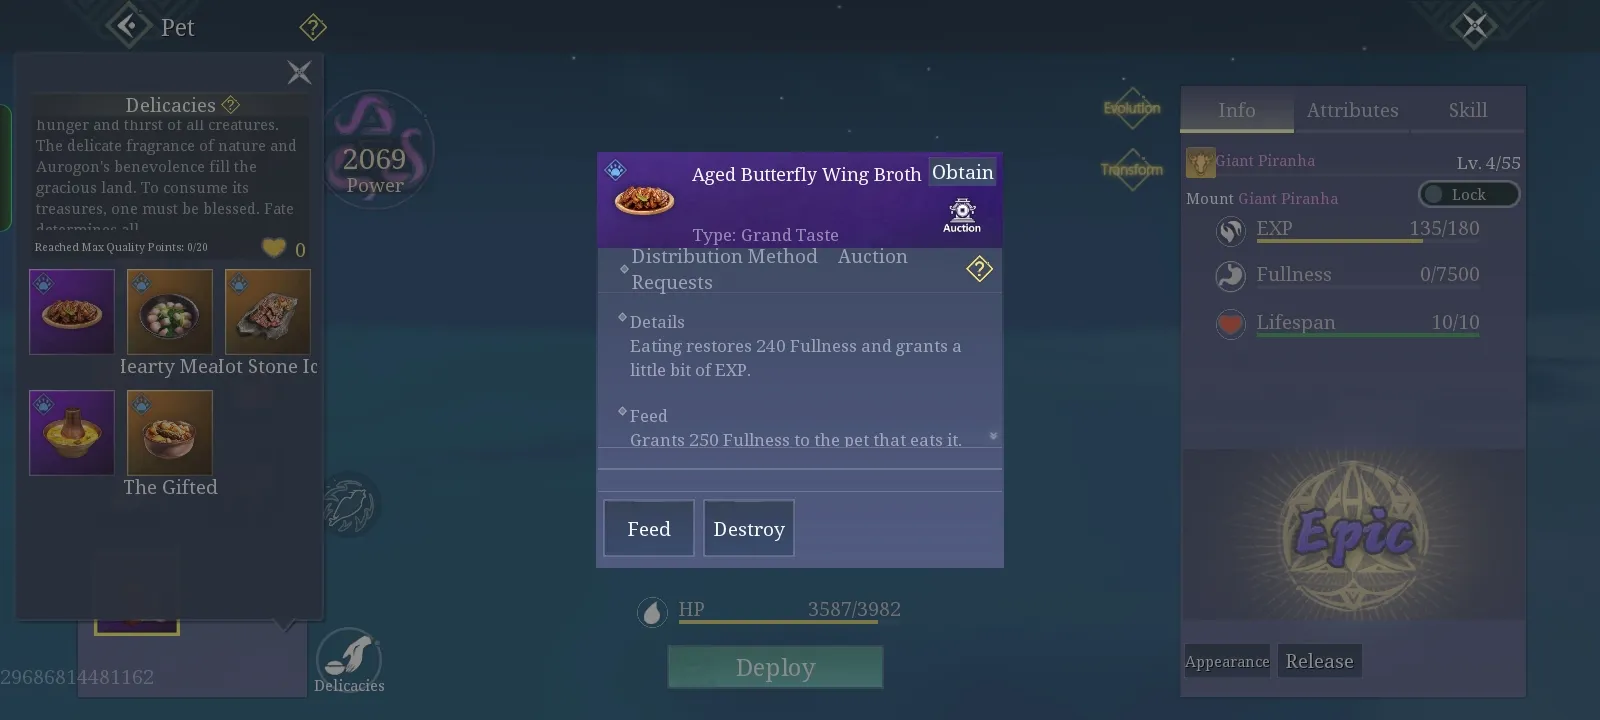 Pet
?
Delicacies ?
hunger and thirst of all creatures.
The delicate fragrance of nature and
Aurogon's benevolence fill the
gracious land. To consume its
treasures, one must be blessed. Fate
determines all
Reached Max Quality Points: 0/20
0
Hearty Mea
Hot Stone Ic
The Gifted
29686814481162
Delicacies
2069
Power
Aged Butterfly Wing Broth
Obtain
Auction
Type: Grand Taste
Distribution Method Auction
Requests
?
Details
Eating restores 240 Fullness and grants a
little bit of EXP.
Feed
Grants 250 Fullness to the pet that eats it.
Feed
Destroy
HP 3587/3982
Deploy
Evolution
Transform
Info Attributes Skill
Giant Piranha
Lv. 4/55
Mount Giant Piranha
Lock
EXP 135/180
Fullness 0/7500
Lifespan 10/10
Epic
Appearance
Release